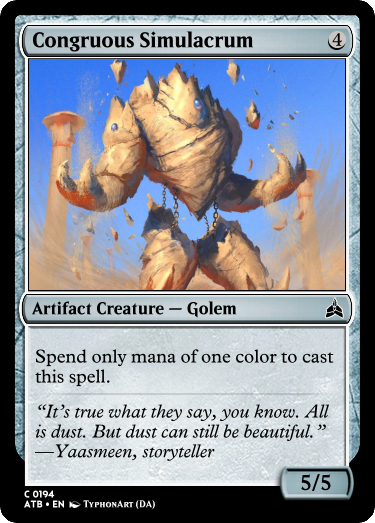 Congruous Simulacrum 4
Artifact Creature — Golem
Spend only mana of one color to cast
this spell.
“It’s true what they say, you know. All
is dust. But dust can still be beautiful.”
—Yaasmeen, storyteller
5/5
C 0194
ATB • EN TyphonArt (DA)